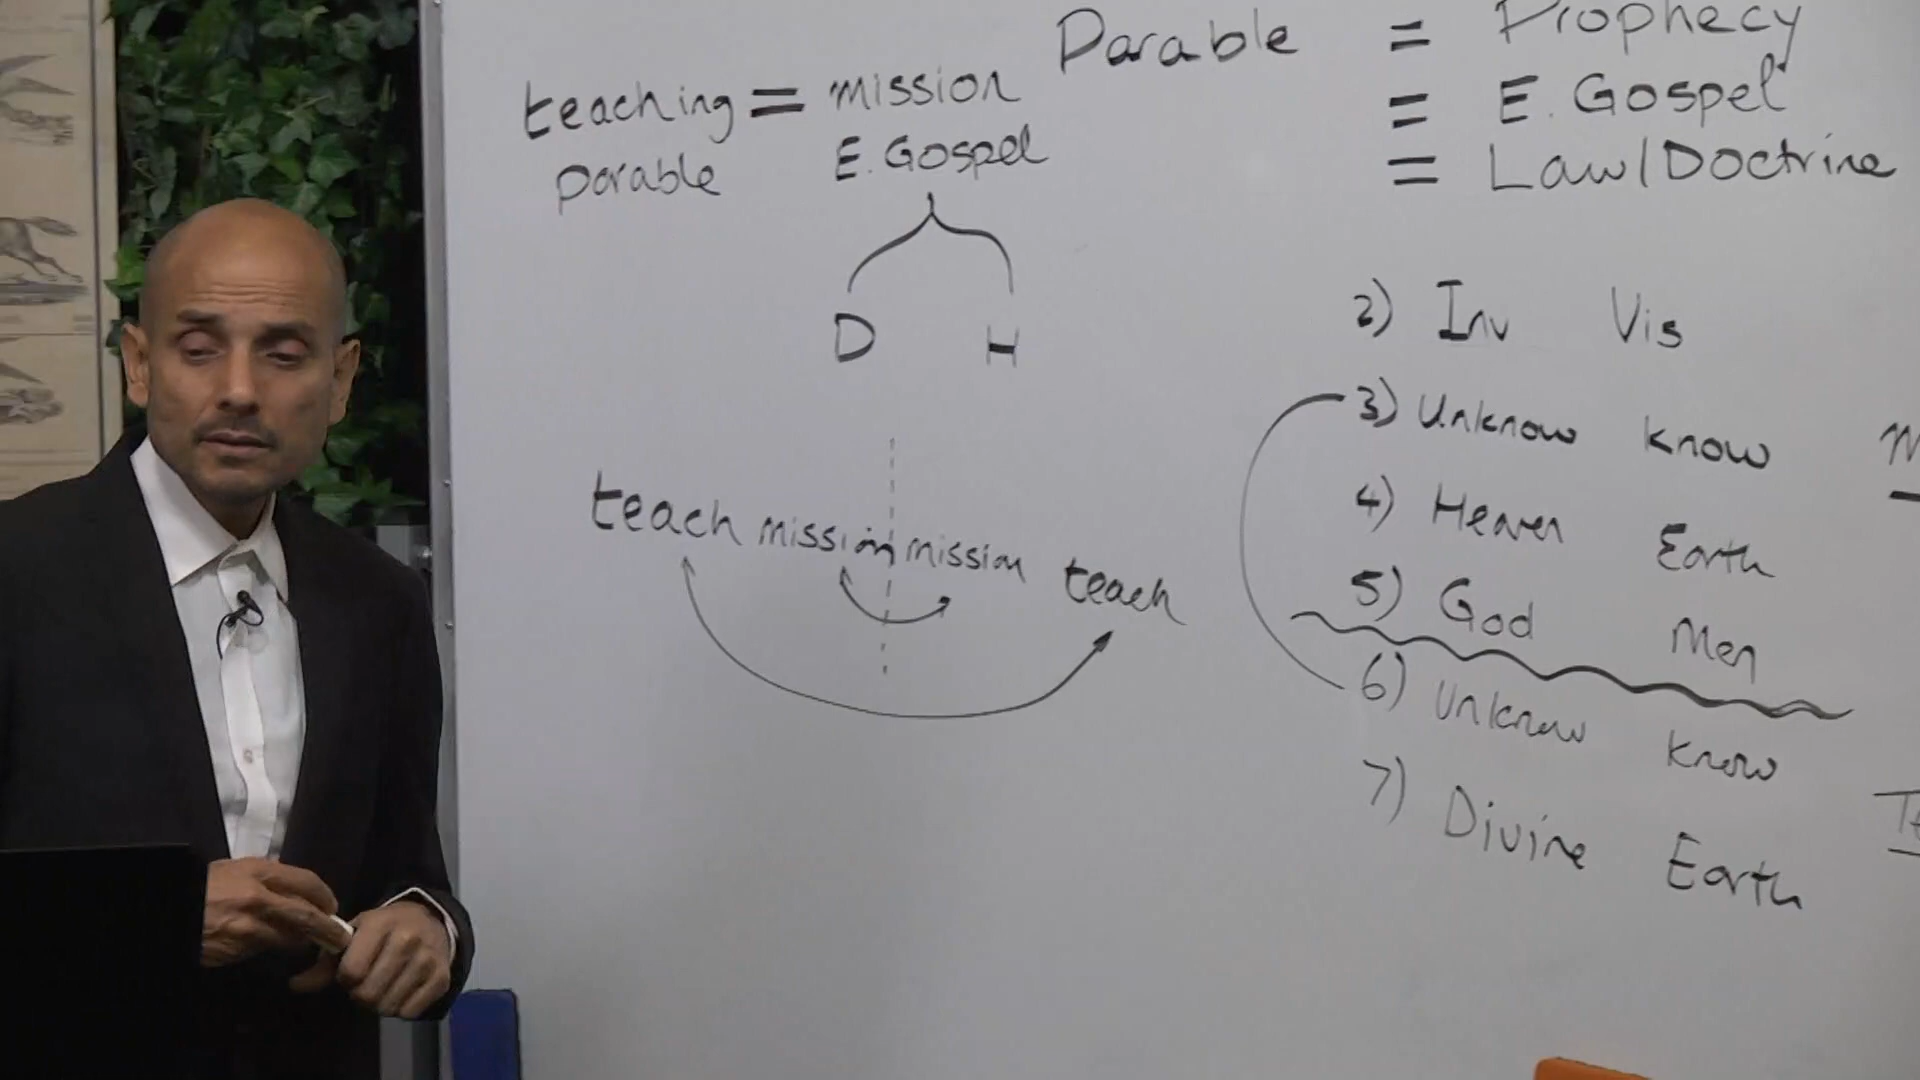 Parable = Prophecy
= E. Gospel
= Law/Doctrine
teaching = mission
parable E. Gospel
D H
teach mission mission teach
2) Inv Vis
3) Unknow know
4) Heaven Earth
5) God Men
6) Unknow know
7) Divine Earth